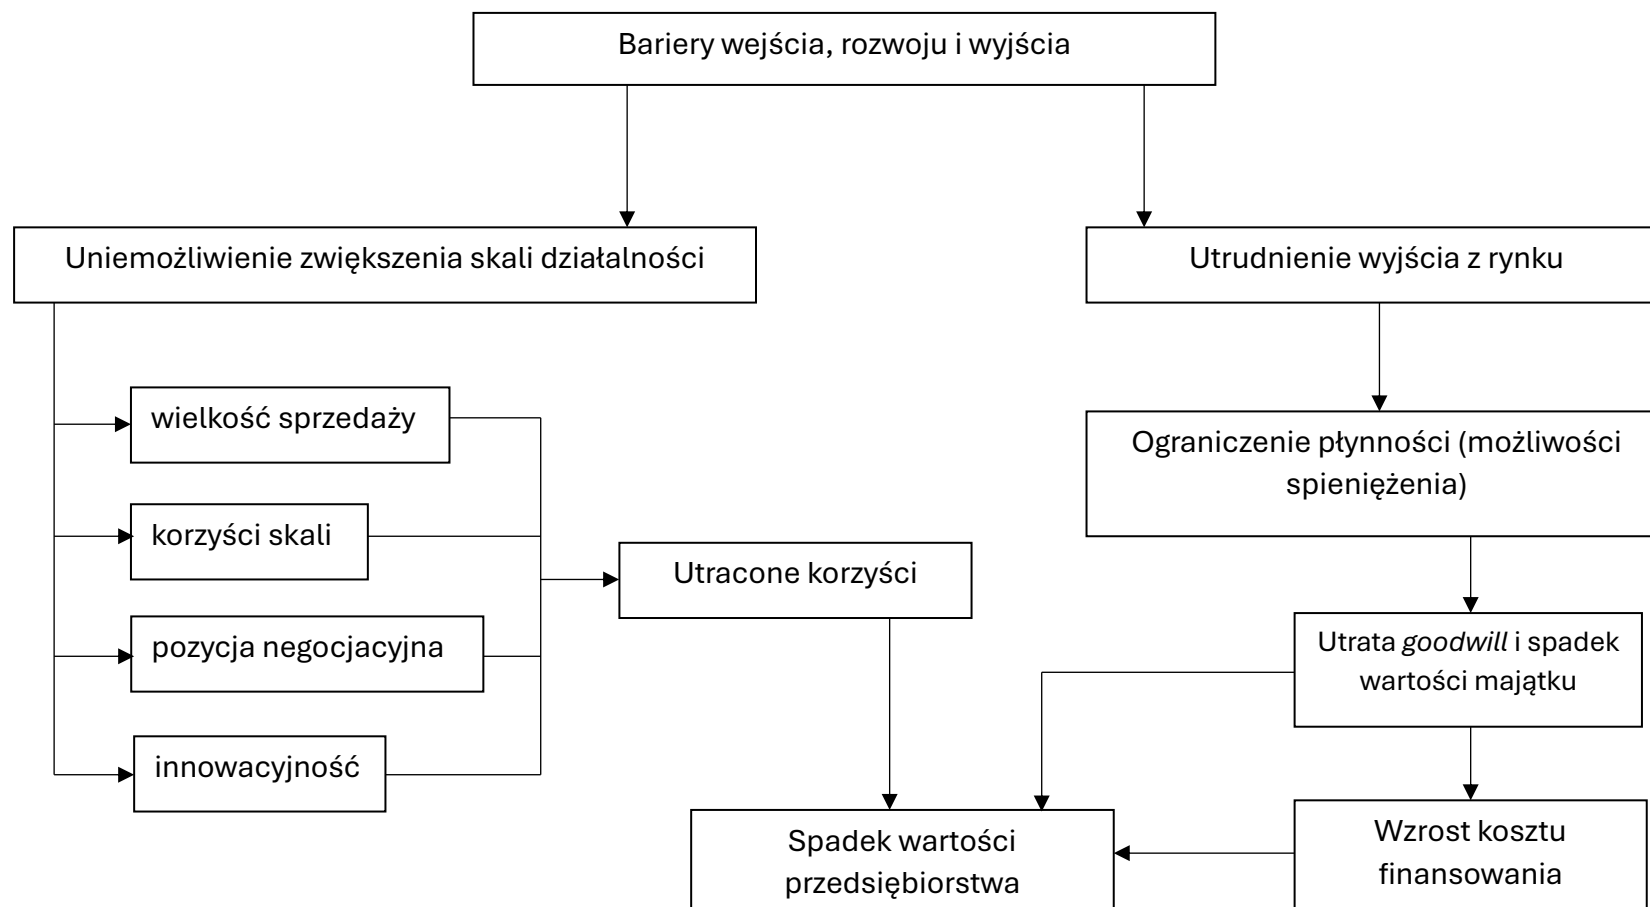 Bariery wejścia, rozwoju i wyjścia
Uniemożliwienie zwiększenia skali działalności
Utrudnienie wyjścia z rynku
wielkość sprzedaży
korzyści skali
pozycja negocjacyjna
innowacyjność
Utracone korzyści
Ograniczenie płynności (możliwości
spieniężenia)
Utrata goodwill i spadek
wartości majątku
Spadek wartości
przedsiębiorstwa
Wzrost kosztu
finansowania